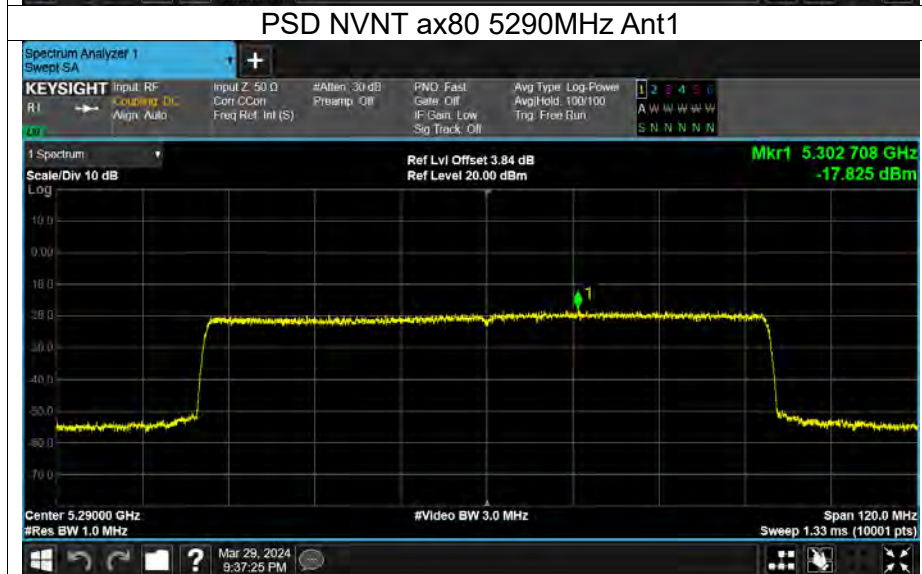 PSD NVNT ax80 5290MHz Ant1
Spectrum Analyzer 1
Swept SA
+
KEYSIGHT Input: RF Input Z: 50 Ω #Atten: 30 dB PNO: Fast Avg Type: Log-Power 1 2 3 4 5 6
Coupling: DC Corr CCorr Preamp: Off Gate: Off Avg|Hold: 100/100 A W W W W W
Align: Auto Freq Ref: Int (S) IF Gain: Low Trig: Free Run
Sig Track: Off S N N N N N
1 Spectrum
Ref Lvl Offset 3.84 dB Mkr1 5.302 708 GHz
Scale/Div 10 dB Ref Level 20.00 dBm -17.825 dBm
Log
10.0
0.00
1
-40.0
-50.0
-60.0
-70.0
Center 5.29000 GHz #Video BW 3.0 MHz Span 120.0 MHz
#Res BW 1.0 MHz Sweep 1.33 ms (10001 pts)
? Mar 29, 2024
9:37:25 PM